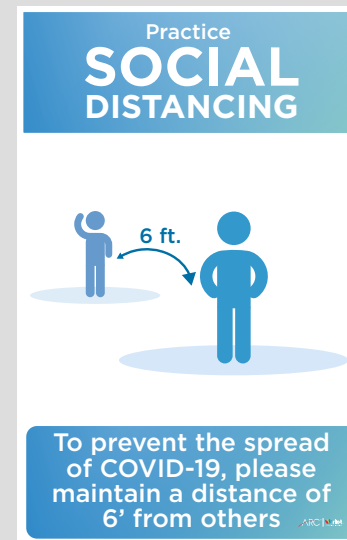 Practice
SOCIAL
DISTANCING
6 ft.
To prevent the spread
of COVID-19, please
maintain a distance of
6’ from others
ARC